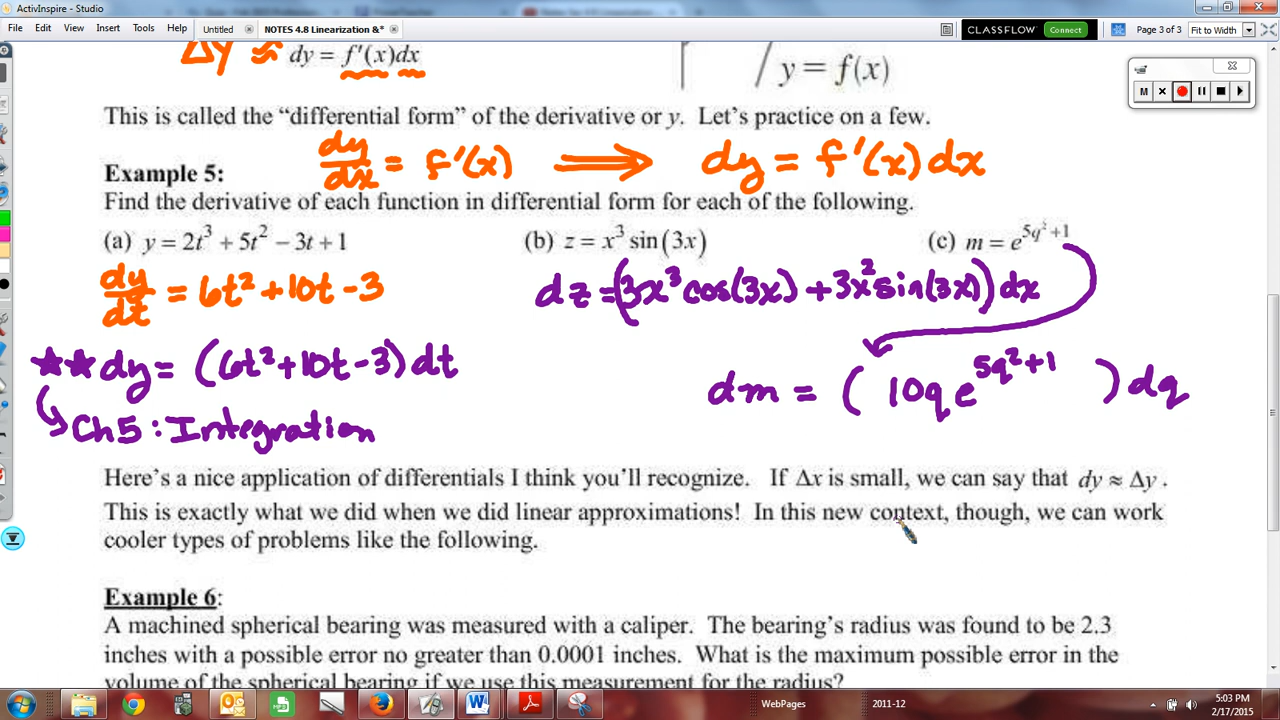 ActivInspire - Studio
File Edit View Insert Tools Help Untitled NOTES 4.8 Linearization &* CLASSFLOW Connect Page 3 of 3 Fit to Width
Δy ≈ dy = f'(x)dx
y = f(x)
M
This is called the “differential form” of the derivative or y. Let’s practice on a few.
dy/dx = f'(x) ⟹ dy = f'(x) dx
Example 5:
Find the derivative of each function in differential form for each of the following.
(a) y = 2t³ + 5t² − 3t + 1 (b) z = x³ sin(3x) (c) m = e^(5q²+1)
dy/dt = 6t² + 10t - 3 dz = (3x³cos(3x) + 3x²sin(3x)) dx
★★ dy = (6t²+10t-3) dt dm = ( 10q e^(5q²+1) ) dq
↳ Ch5 : Integration
Here’s a nice application of differentials I think you’ll recognize. If Δx is small, we can say that dy ≈ Δy .
This is exactly what we did when we did linear approximations! In this new context, though, we can work
cooler types of problems like the following.
Example 6:
A machined spherical bearing was measured with a caliper. The bearing’s radius was found to be 2.3
inches with a possible error no greater than 0.0001 inches. What is the maximum possible error in the
volume of the spherical bearing if we use this measurement for the radius?
WebPages 2011-12 5:03 PM
2/17/2015